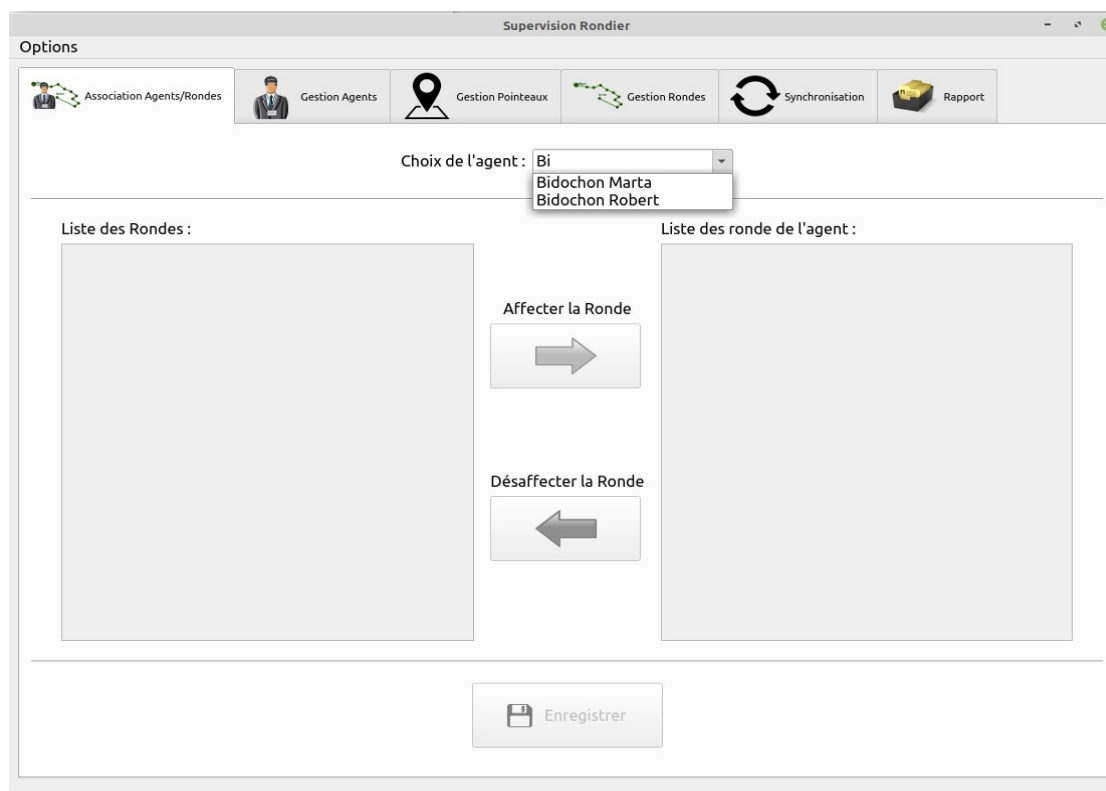 Supervision Rondier
Options
Association Agents/Rondes
Gestion Agents
Gestion Pointeaux
Gestion Rondes
Synchronisation
Rapport
Choix de l'agent : Bi
Bidochon Marta
Bidochon Robert
Liste des Rondes :
Liste des ronde de l'agent :
Affecter la Ronde
Désaffecter la Ronde
Enregistrer